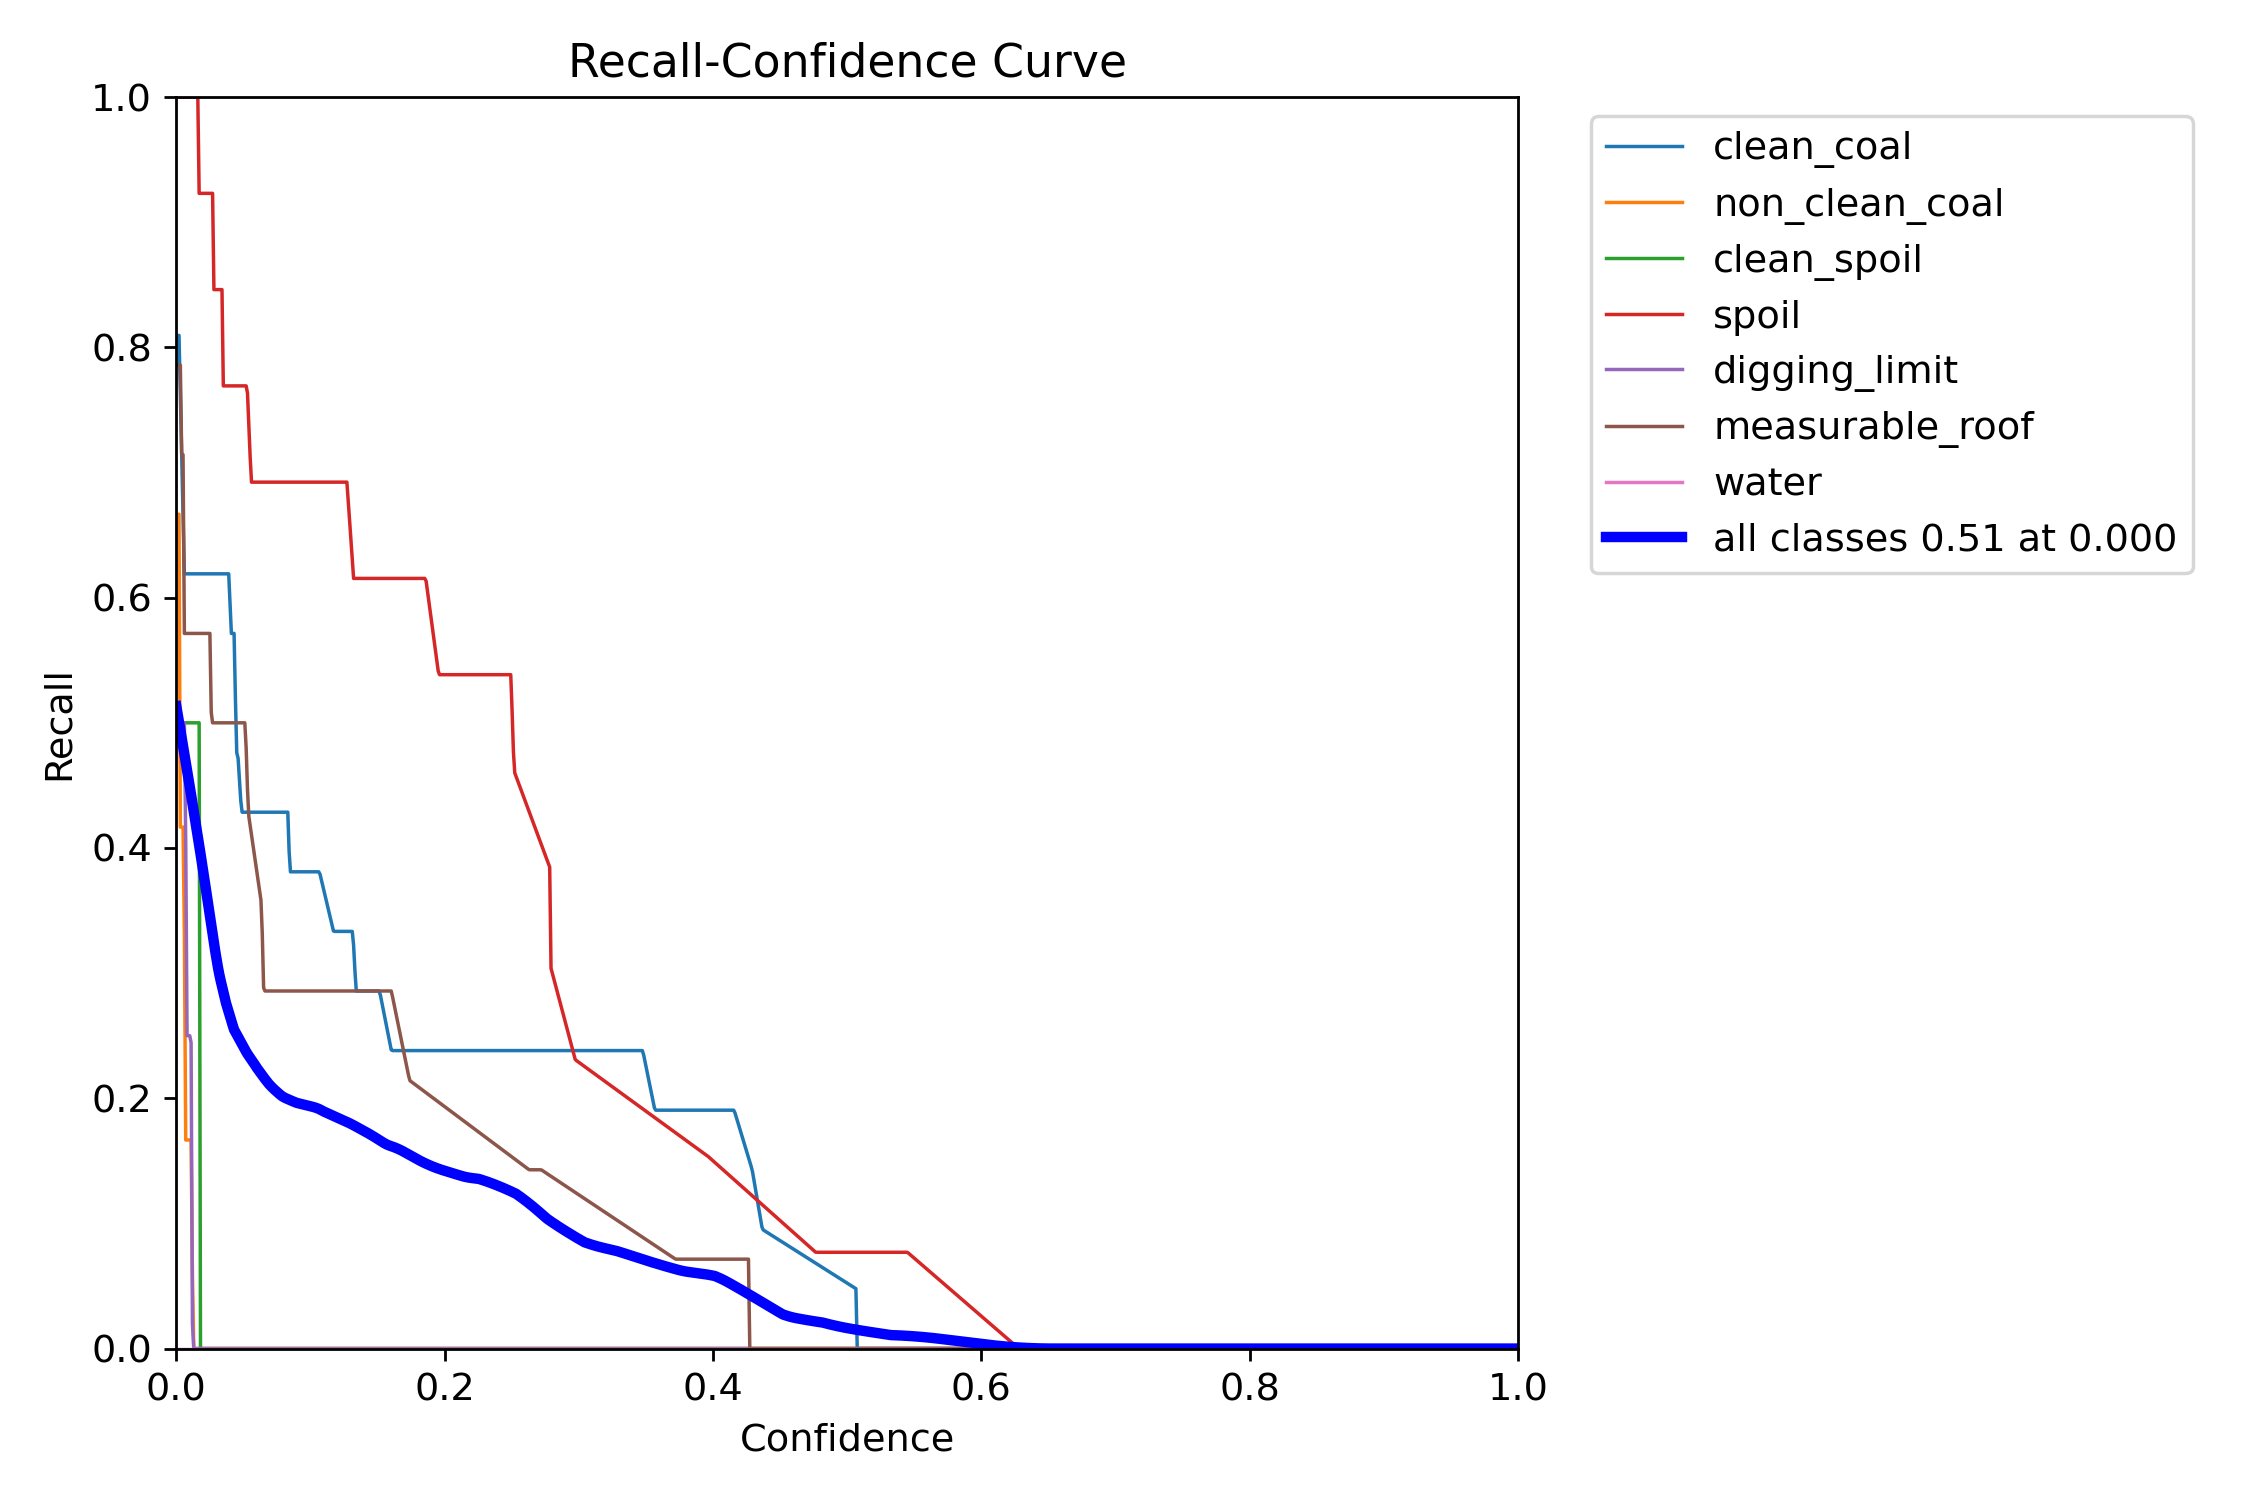 Recall-Confidence Curve
1.0
0.8
0.6
0.4
0.2
0.0
Recall
0.0 0.2 0.4 0.6 0.8 1.0
Confidence
clean_coal
non_clean_coal
clean_spoil
spoil
digging_limit
measurable_roof
water
all classes 0.51 at 0.000